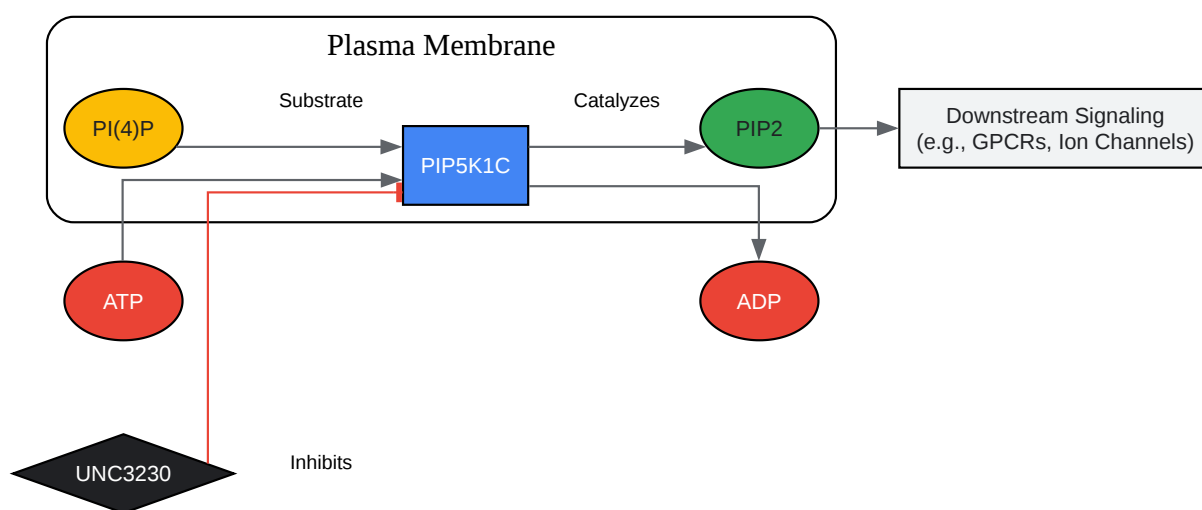 Plasma Membrane
Substrate
Catalyzes
PI(4)P
PIP5K1C
PIP2
Downstream Signaling
(e.g., GPCRs, Ion Channels)
ATP
ADP
UNC3230
Inhibits